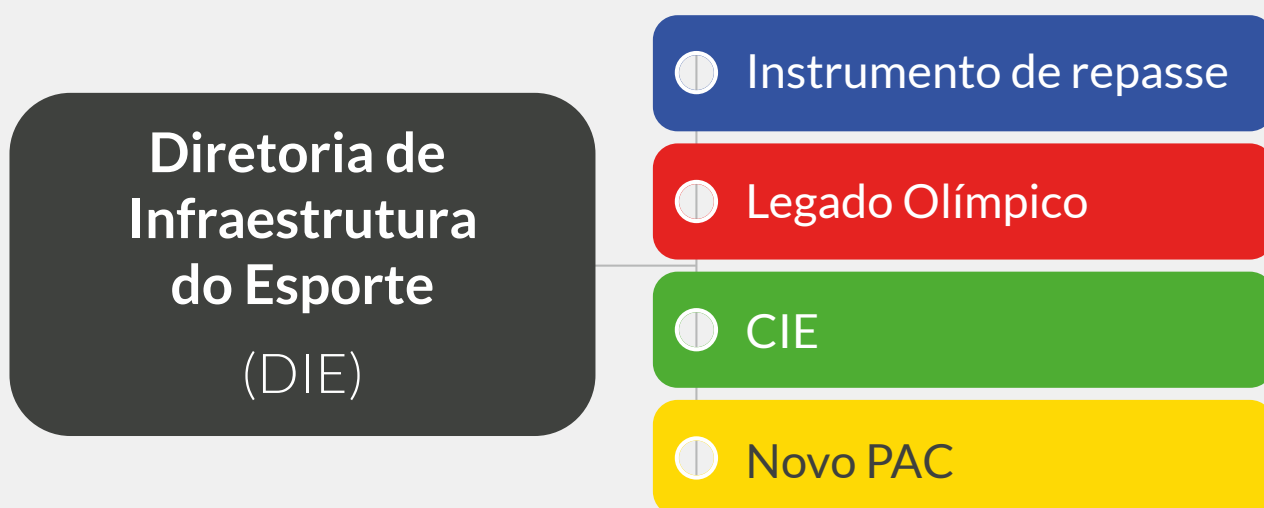 Diretoria de
Infraestrutura
do Esporte
(DIE)
Instrumento de repasse
Legado Olímpico
CIE
Novo PAC